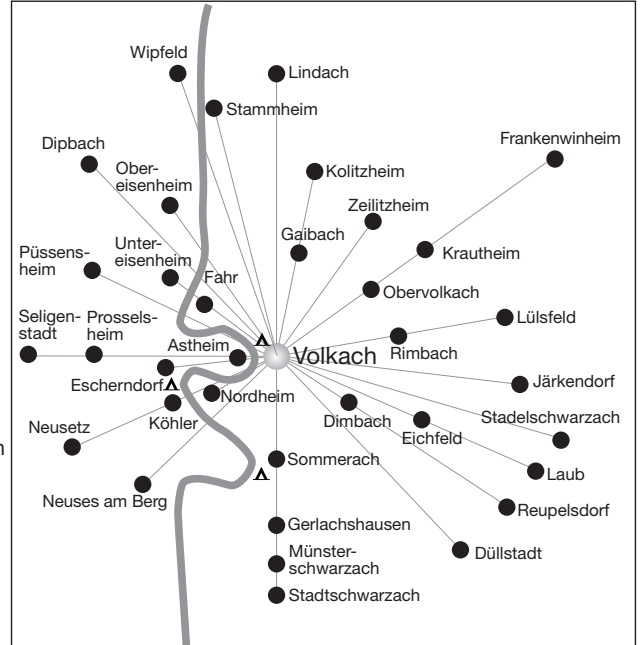 Wipfeld
Lindach
Stammheim
Dipbach
Frankenwinheim
Ober-
eisenheim
Kolitzheim
Zeilitzheim
Gaibach
Püssens-
heim
Unter-
eisenheim
Krautheim
Fahr
Obervolkach
Seligen-
stadt
Prossels-
heim
Lülsfeld
Astheim
Volkach
Rimbach
Escherndorf
Järkendorf
Nordheim
Stadelschwarzach
Köhler
Dimbach
Neusetz
Eichfeld
Sommerach
Laub
Neuses am Berg
Reupelsdorf
Gerlachshausen
Münster-
schwarzach
Düllstadt
Stadtschwarzach